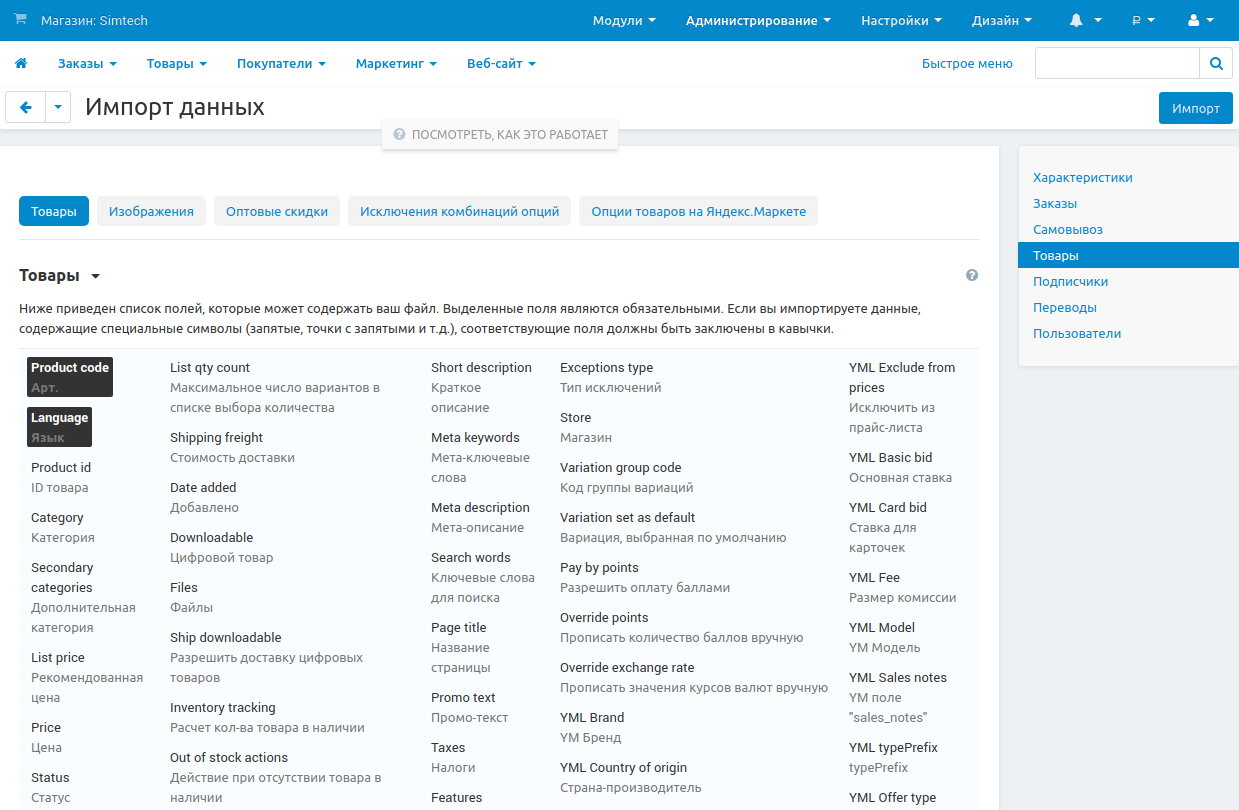 Магазин: Simtech
Модули
Администрирование
Настройки
Дизайн
₽
Заказы
Товары
Покупатели
Маркетинг
Веб-сайт
Быстрое меню
Импорт данных
Импорт
? ПОСМОТРЕТЬ, КАК ЭТО РАБОТАЕТ
Товары
Изображения
Оптовые скидки
Исключения комбинаций опций
Опции товаров на Яндекс.Маркете
Товары
?
Ниже приведен список полей, которые может содержать ваш файл. Выделенные поля являются обязательными. Если вы импортируете данные,
содержащие специальные символы (запятые, точки с запятыми и т.д.), соответствующие поля должны быть заключены в кавычки.
Product code
Арт.
Language
Язык
Product id
ID товара
Category
Категория
Secondary
categories
Дополнительная
категория
List price
Рекомендованная
цена
Price
Цена
Status
Статус
List qty count
Максимальное число вариантов в
списке выбора количества
Shipping freight
Стоимость доставки
Date added
Добавлено
Downloadable
Цифровой товар
Files
Файлы
Ship downloadable
Разрешить доставку цифровых
товаров
Inventory tracking
Расчет кол-ва товара в наличии
Out of stock actions
Действие при отсутствии товара в
наличии
Short description
Краткое
описание
Meta keywords
Мета-ключевые
слова
Meta description
Мета-описание
Search words
Ключевые слова
для поиска
Page title
Название
страницы
Promo text
Промо-текст
Taxes
Налоги
Features
Exceptions type
Тип исключений
Store
Магазин
Variation group code
Код группы вариаций
Variation set as default
Вариация, выбранная по умолчанию
Pay by points
Разрешить оплату баллами
Override points
Прописать количество баллов вручную
Override exchange rate
Прописать значения курсов валют вручную
YML Brand
YM Бренд
YML Country of origin
Страна-производитель
YML Exclude from
prices
Исключить из
прайс-листа
YML Basic bid
Основная ставка
YML Card bid
Ставка для
карточек
YML Fee
Размер комиссии
YML Model
YM Модель
YML Sales notes
YM поле
"sales_notes"
YML typePrefix
typePrefix
YML Offer type
Характеристики
Заказы
Самовывоз
Товары
Подписчики
Переводы
Пользователи